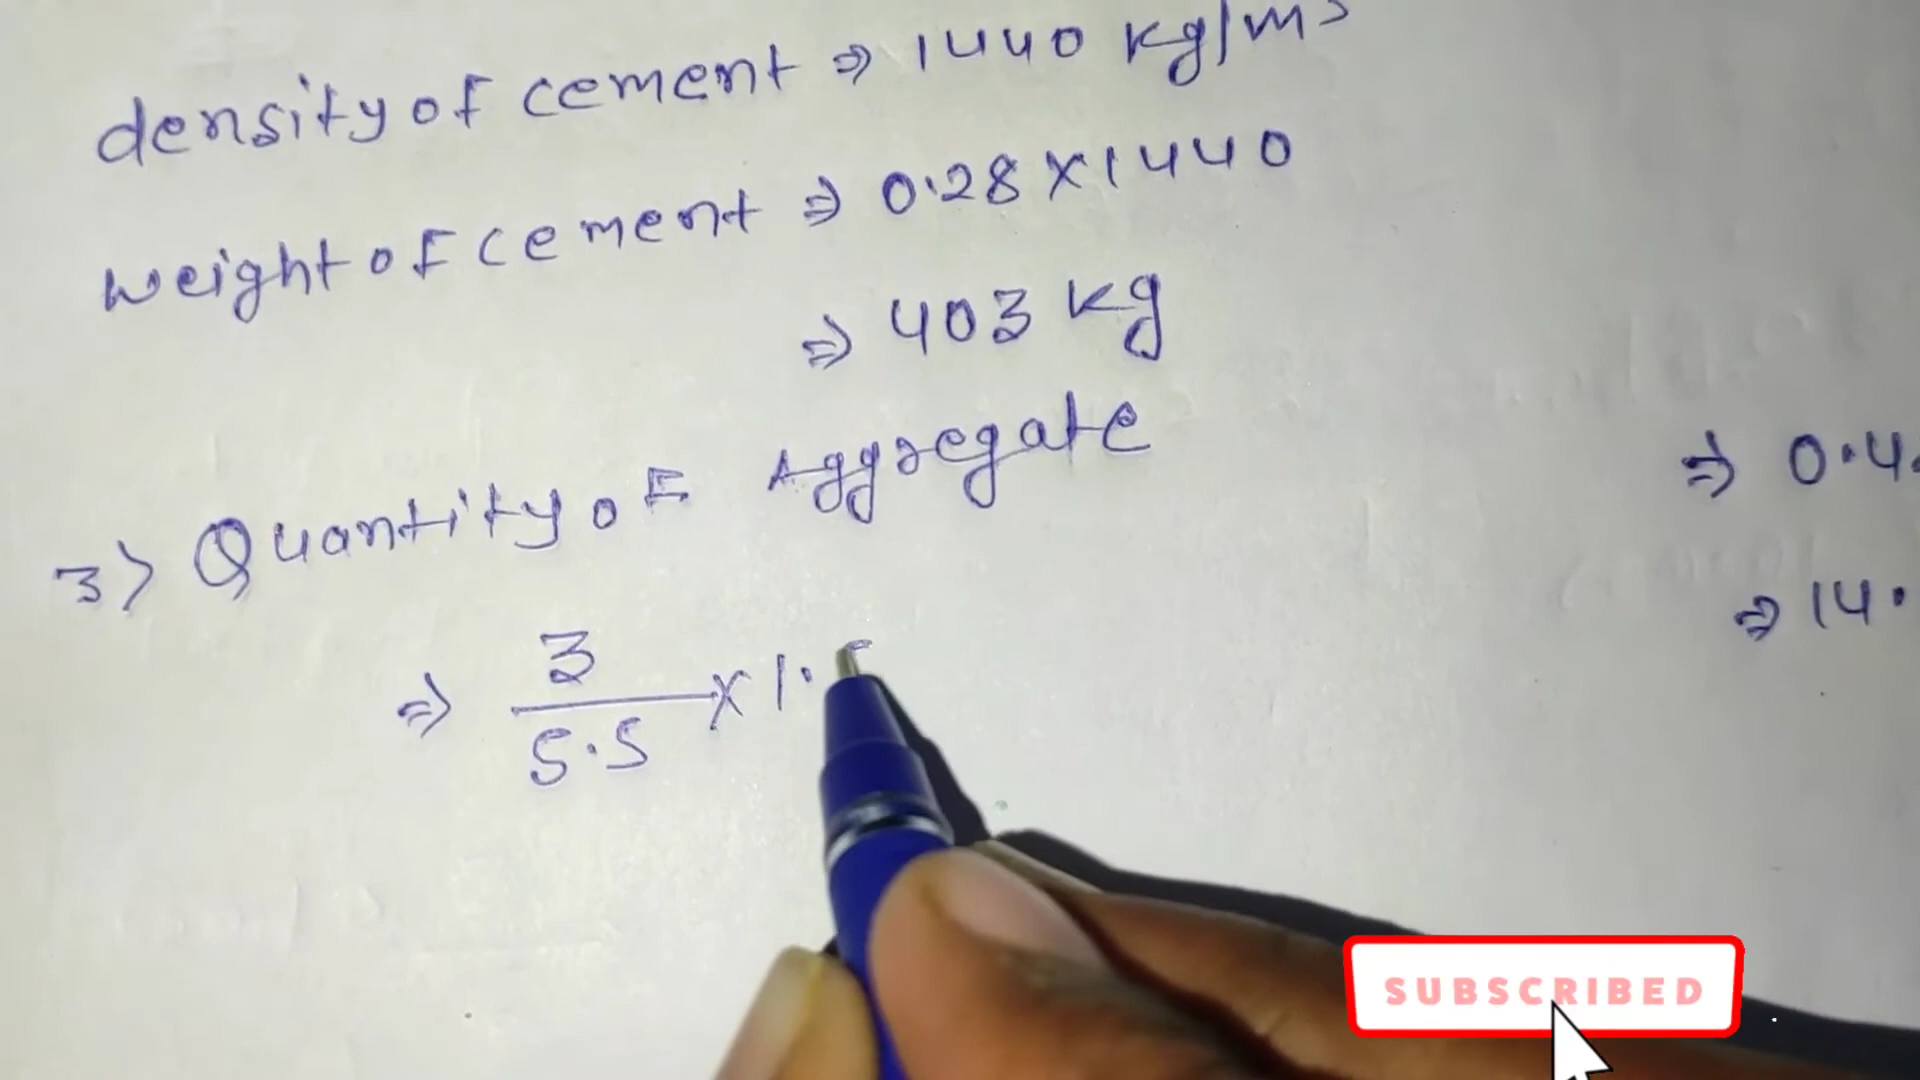 density of cement ⇒ 1440 kg/m3
weight of cement ⇒ 0.28 X 1440
⇒ 403 kg
3) Quantity of Aggregate
⇒ 3
5.5 X 1.5
⇒ 0.4
⇒ 14.
SUBSCRIBED